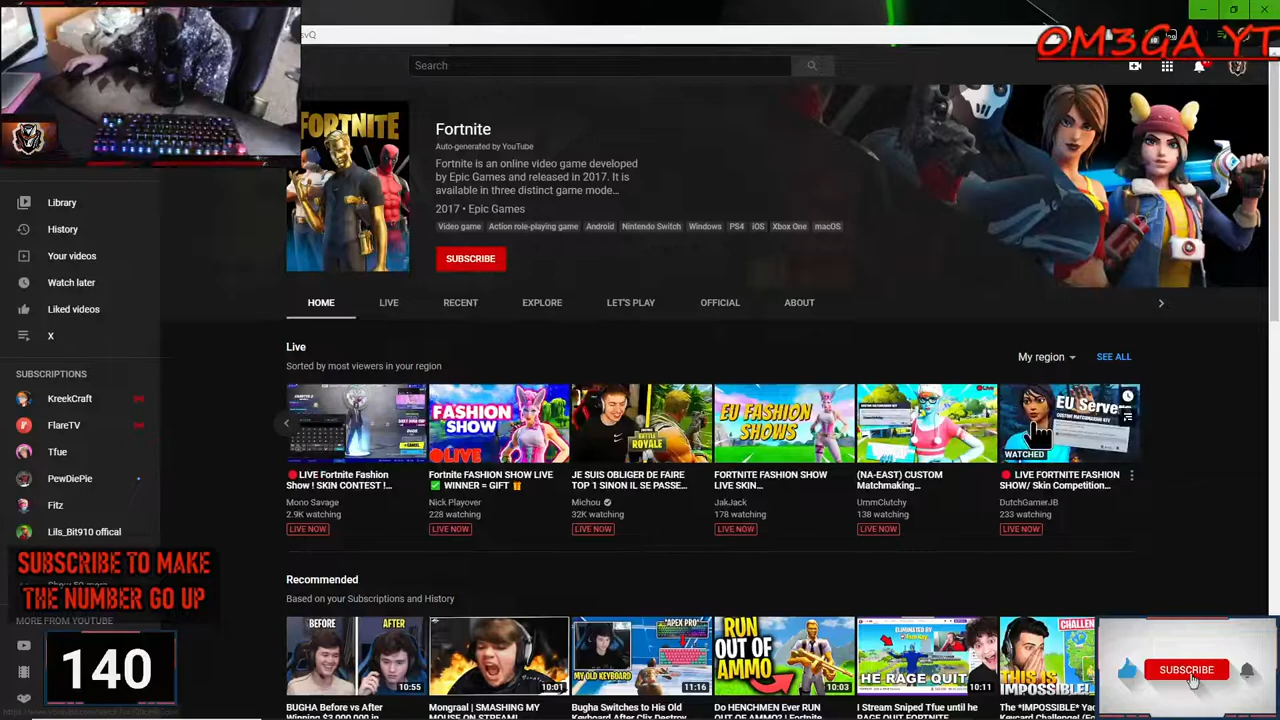 svQ
OM3GA YT
Search
FORTNITE
Fortnite
Auto-generated by YouTube
Fortnite is an online video game developed
by Epic Games and released in 2017. It is
available in three distinct game mode...
2017 • Epic Games
Video game Action role-playing game Android Nintendo Switch Windows PS4 iOS Xbox One macOS
SUBSCRIBE
Library
History
Your videos
Watch later
Liked videos
X
SUBSCRIPTIONS
KreekCraft
FlareTV
Tfue
PewDiePie
Fitz
Lils_Bit910 offical
SUBSCRIBE TO MAKE
THE NUMBER GO UP
MORE FROM YOUTUBE
140
HOME LIVE RECENT EXPLORE LET'S PLAY OFFICIAL ABOUT
Live
Sorted by most viewers in your region
My region SEE ALL
FASHION
SHOW
LIVE
BATTLE
ROYALE
EU FASHION
SHOWS
Live
EU Serve
WATCHED
LIVE Fortnite Fashion
Show ! SKIN CONTEST !...
Mono Savage
2.9K watching
LIVE NOW
Fortnite FASHION SHOW LIVE
✅ WINNER = GIFT 🎁
Nick Playover
228 watching
LIVE NOW
JE SUIS OBLIGER DE FAIRE
TOP 1 SINON IL SE PASSE...
Michou
32K watching
LIVE NOW
FORTNITE FASHION SHOW
LIVE SKIN...
JakJack
178 watching
LIVE NOW
(NA-EAST) CUSTOM
Matchmaking...
UmmClutchy
138 watching
LIVE NOW
LIVE FORTNITE FASHION
SHOW/ Skin Competition...
DutchGamerJB
233 watching
LIVE NOW
Recommended
Based on your Subscriptions and History
BEFORE AFTER
10:55
10:01
"APEX PRO"
MY OLD KEYBOARD
11:16
RUN
OUT OF
AMMO?
10:03
ELIMINATED BY
HE RAGE QUIT
10:11
CHALLEN
THIS IS
IMPOSSIBLE!
BUGHA Before vs After
Winning $3,000,000 in
Mongraal | SMASHING MY
MOUSE ON STREAM!
Bugha Switches to His Old
Keyboard After Clix Destroy
Do HENCHMEN Ever RUN
OUT OF AMMO? | Fortnite
I Stream Sniped Tfue until he
RAGE QUIT FORTNITE
SUBSCRIBE